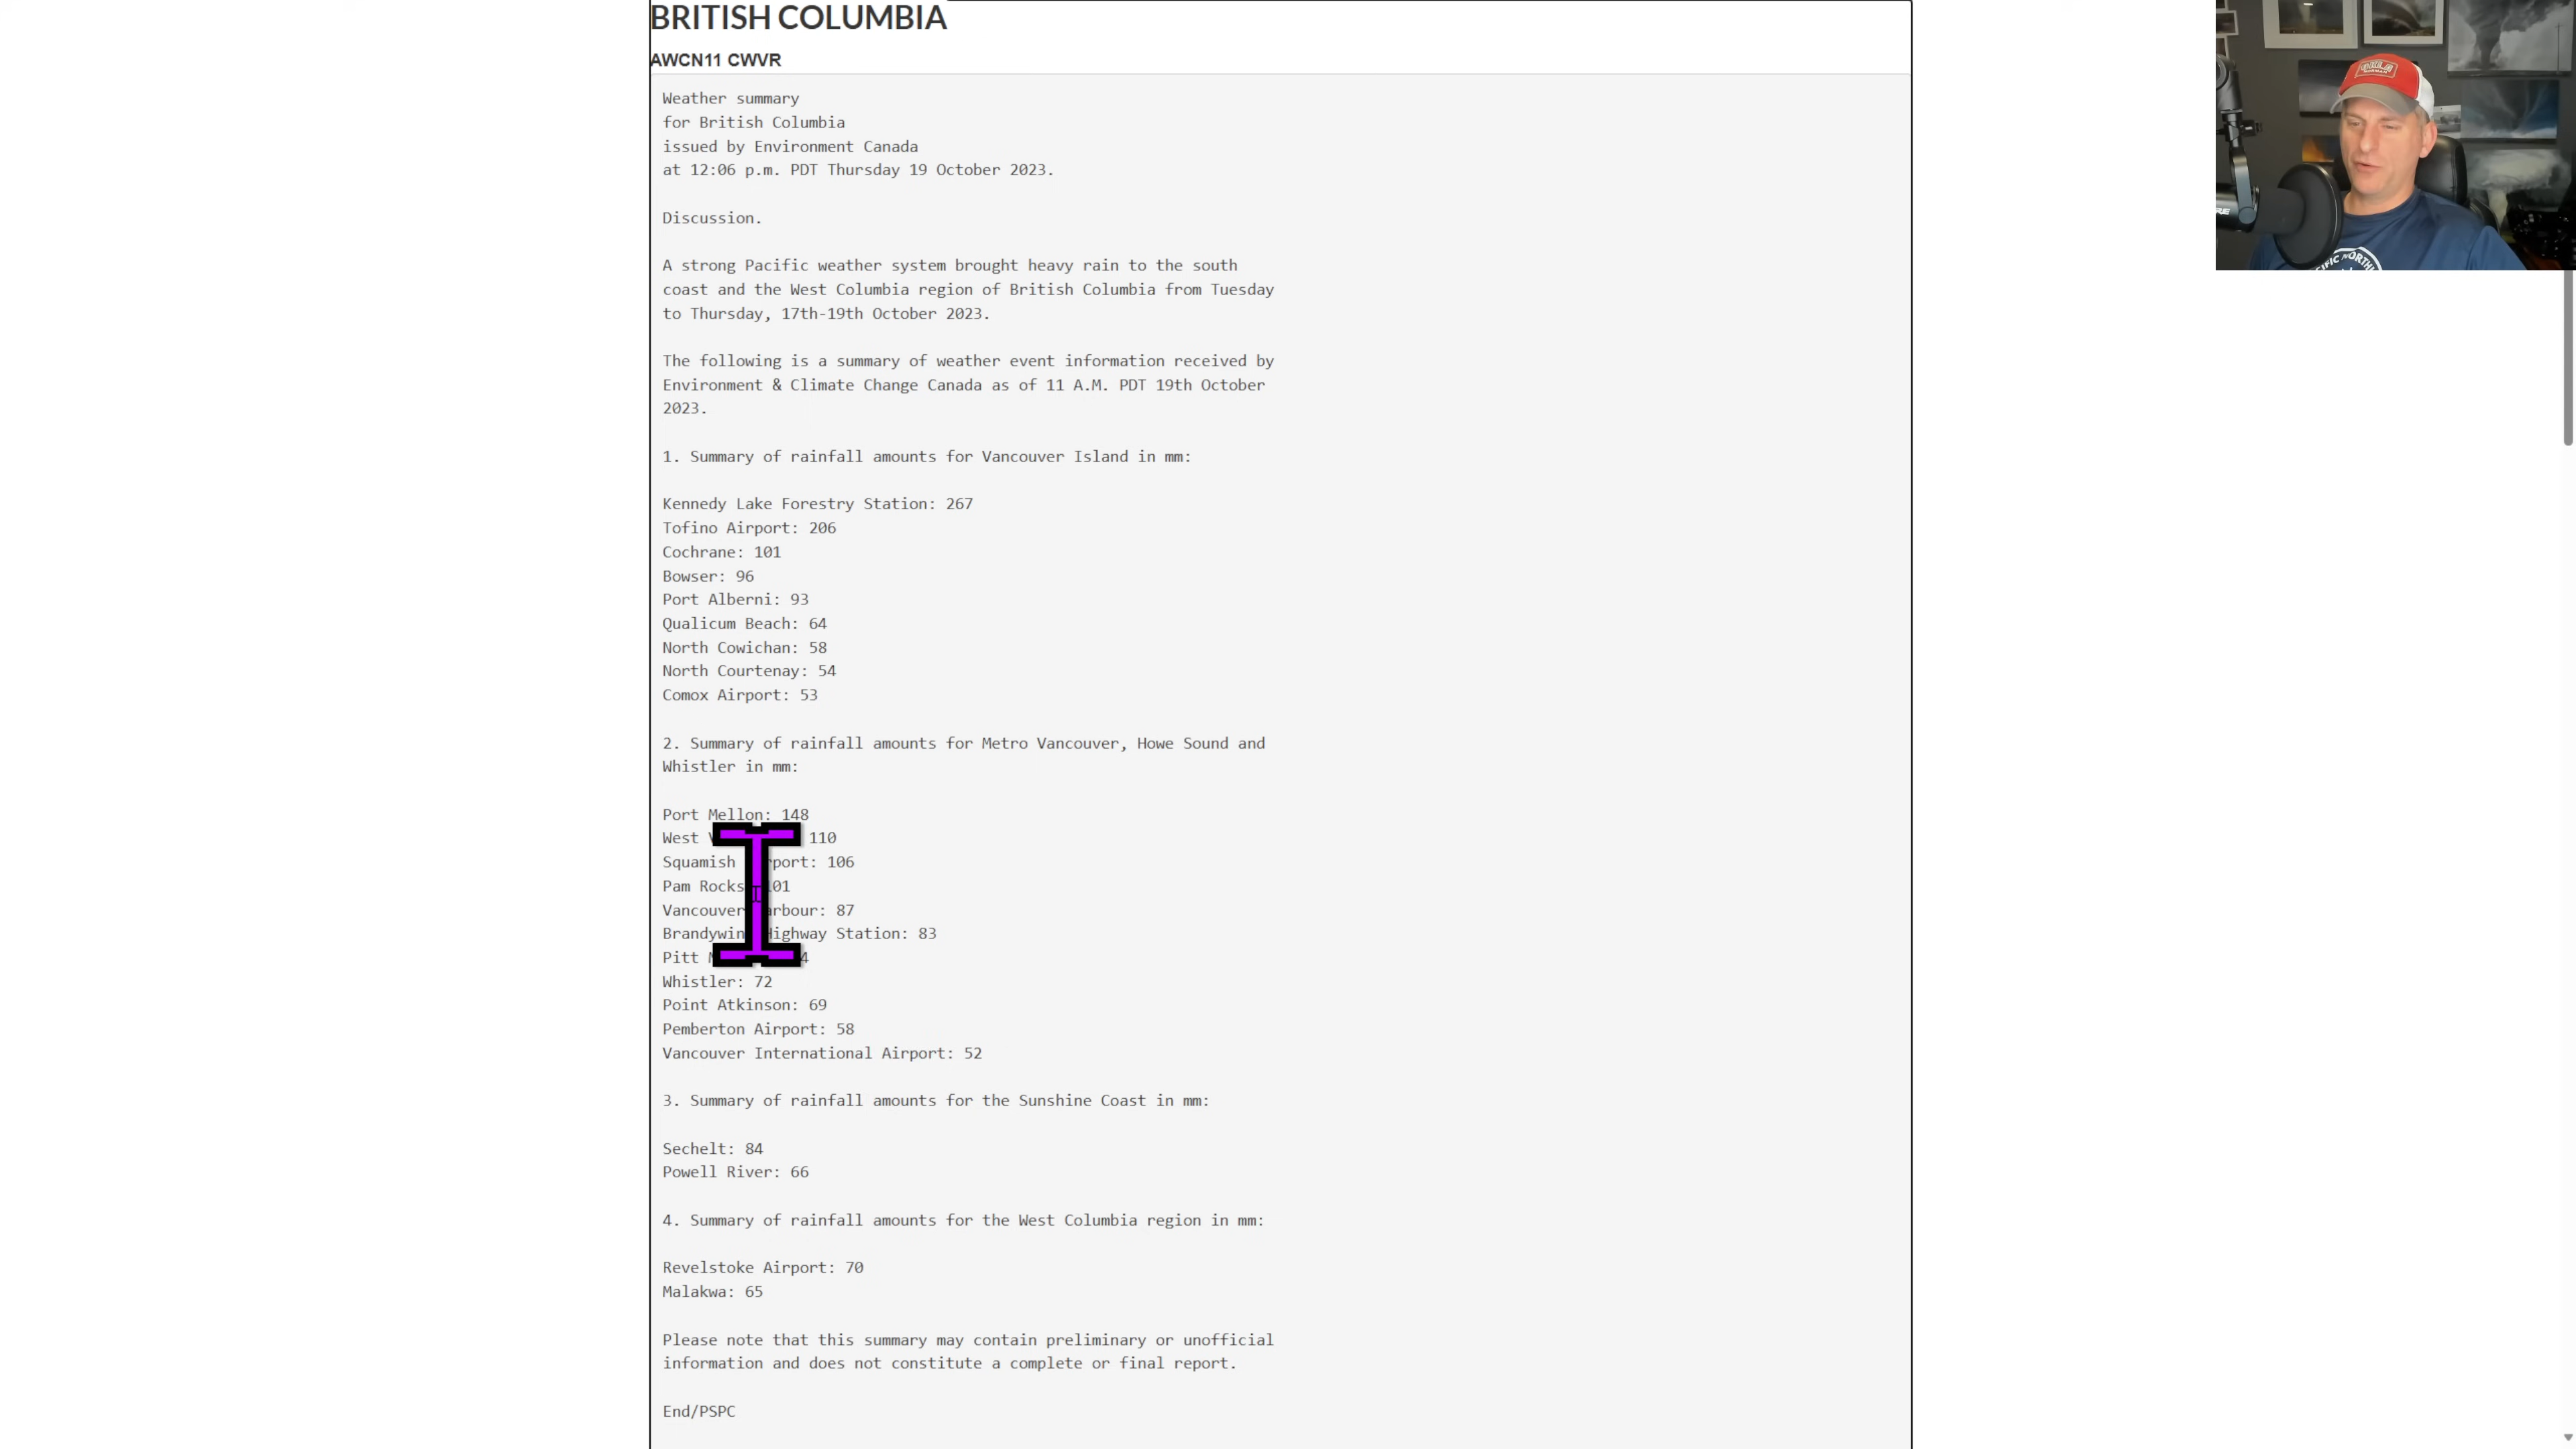 BRITISH COLUMBIA
AWCN11 CWVR
Weather summary
for British Columbia
issued by Environment Canada
at 12:06 p.m. PDT Thursday 19 October 2023.
Discussion.
A strong Pacific weather system brought heavy rain to the south
coast and the West Columbia region of British Columbia from Tuesday
to Thursday, 17th-19th October 2023.
The following is a summary of weather event information received by
Environment & Climate Change Canada as of 11 A.M. PDT 19th October
2023.
1. Summary of rainfall amounts for Vancouver Island in mm:
Kennedy Lake Forestry Station: 267
Tofino Airport: 206
Cochrane: 101
Bowser: 96
Port Alberni: 93
Qualicum Beach: 64
North Cowichan: 58
North Courtenay: 54
Comox Airport: 53
2. Summary of rainfall amounts for Metro Vancouver, Howe Sound and
Whistler in mm:
Port Mellon: 148
West 110
Squamish Airport: 106
Pam Rocks: 101
Vancouver Harbour: 87
Brandywine Highway Station: 83
Pitt
Whistler: 72
Point Atkinson: 69
Pemberton Airport: 58
Vancouver International Airport: 52
3. Summary of rainfall amounts for the Sunshine Coast in mm:
Sechelt: 84
Powell River: 66
4. Summary of rainfall amounts for the West Columbia region in mm:
Revelstoke Airport: 70
Malakwa: 65
Please note that this summary may contain preliminary or unofficial
information and does not constitute a complete or final report.
End/PSPC